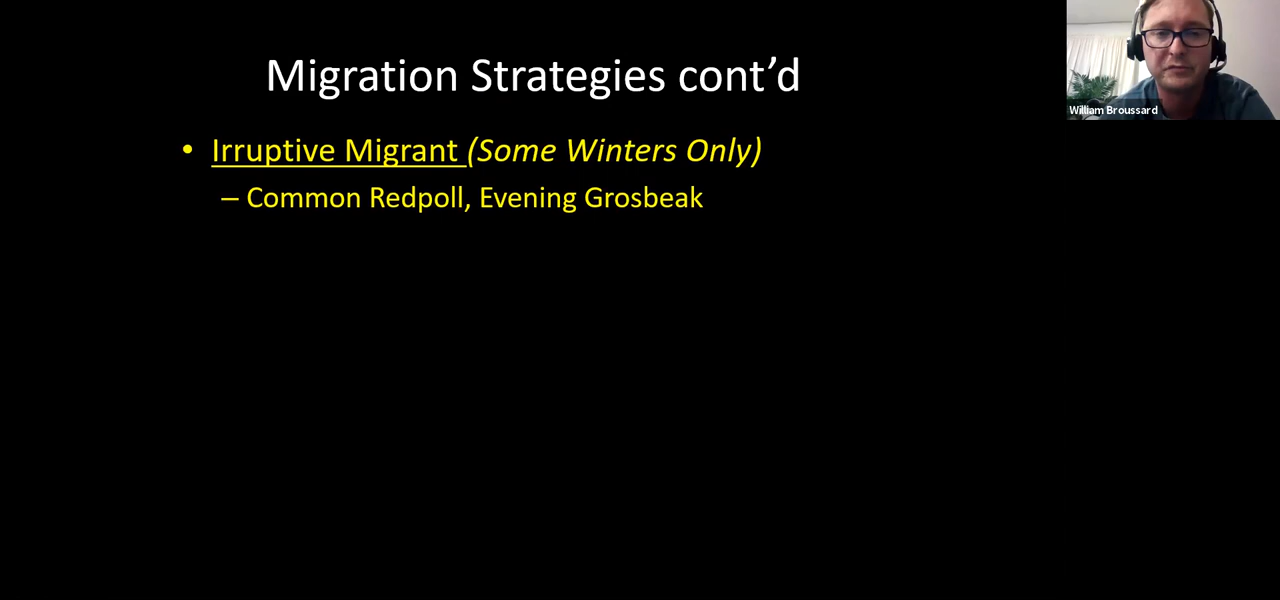 Migration Strategies cont’d
• Irruptive Migrant (Some Winters Only)
– Common Redpoll, Evening Grosbeak
William Broussard